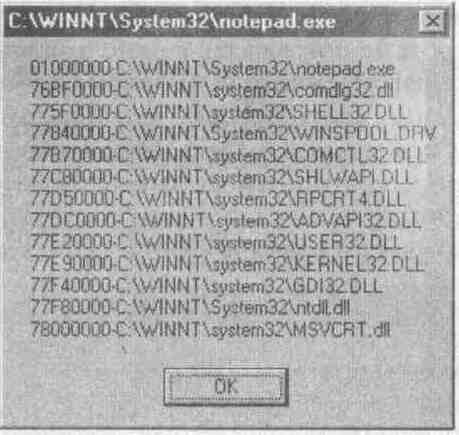 C:\WINNT\System32\notepad.exe
01000000-C:\WINNT\System32\notepad.exe
76BF0000-C:\WINNT\system32\comdlg32.dll
775F0000-C:\WINNT\system32\SHELL32.DLL
77840000-C:\WINNT\System32\WINSPOOL.DRV
77B70000-C:\WINNT\system32\COMCTL32.DLL
77C80000-C:\WINNT\system32\SHLWAPI.DLL
77D50000-C:\WINNT\system32\RPCRT4.DLL
77DC0000-C:\WINNT\system32\ADVAPI32.DLL
77E20000-C:\WINNT\system32\USER32.DLL
77E90000-C:\WINNT\system32\KERNEL32.DLL
77F40000-C:\WINNT\system32\GDI32.DLL
77F80000-C:\WINNT\System32\ntdll.dll
78000000-C:\WINNT\system32\MSVCRT.dll
OK